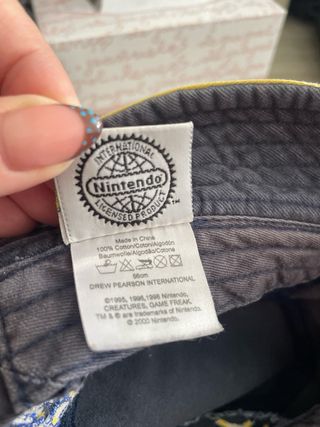 INTERNATIONAL
Nintendo
LICENSED PRODUCT
TM
Made in China
100% Cotton/Coton/Algodón
Baumwolle/Algodão/Katoen
56cm
DREW PEARSON INTERNATIONAL
©1995, 1996, 1998 Nintendo,
CREATURES, GAME FREAK
TM & ® are trademarks of Nintendo.
© 2000 Nintendo.